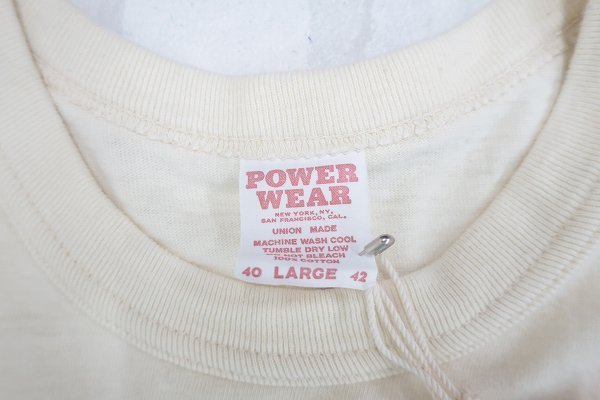 POWER
WEAR
NEW YORK, NY.
SAN FRANCISCO, CAL.
UNION MADE
MACHINE WASH COOL
TUMBLE DRY LOW
NOT BLEACH
100% COTTON
40 LARGE 42